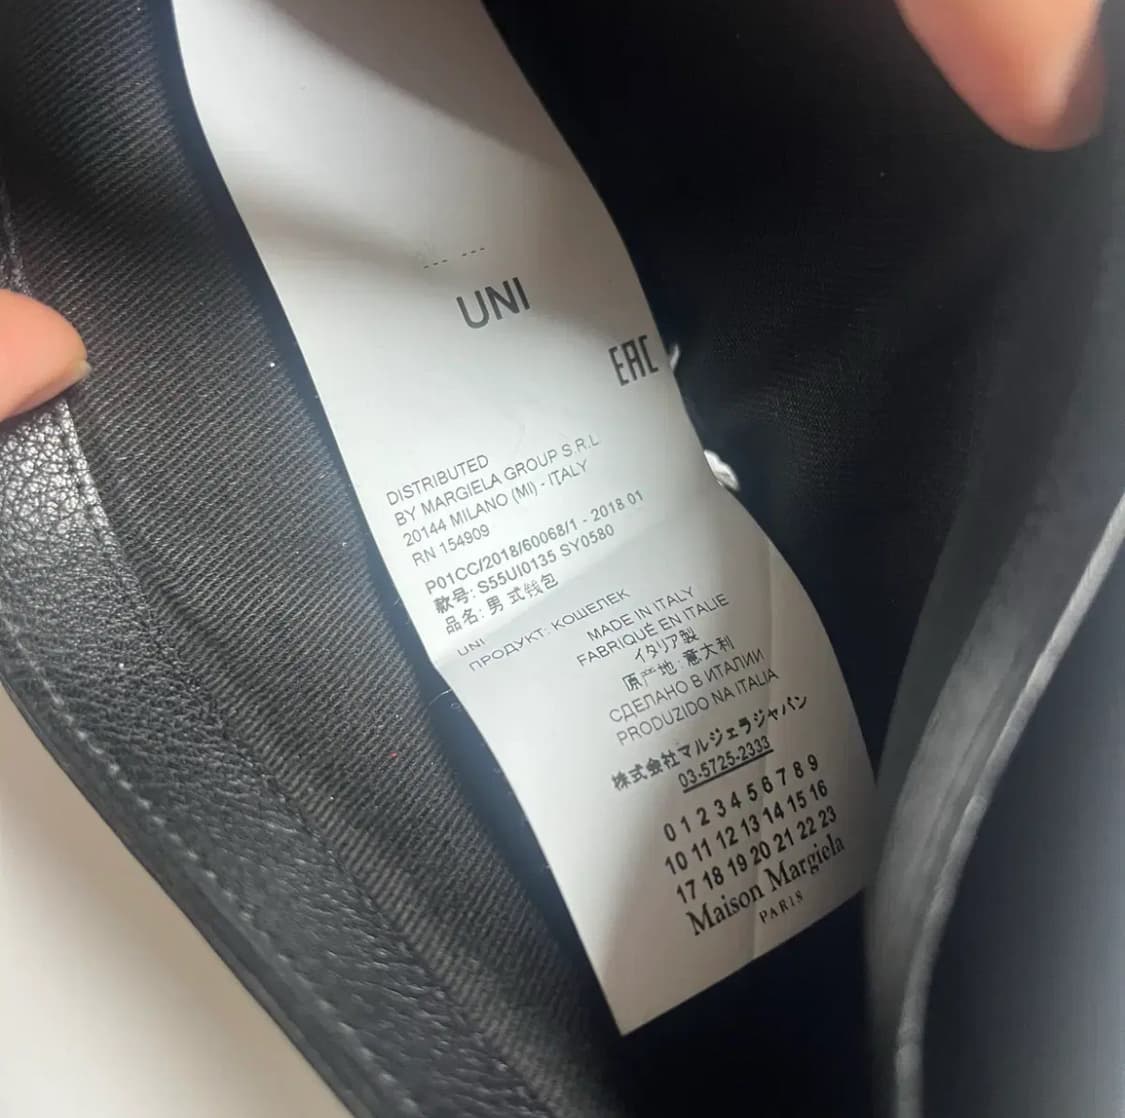 UNI
EAC
DISTRIBUTED
BY MARGIELA GROUP S.R.L
20144 MILANO (MI) - ITALY
RN 154909
P01CC/2018/60068/1 - 2018 01
款号: S55UI0135 SY0580
品名: 男 式钱包
UNI
ПРОДУКТ: КОШЕЛЕК
MADE IN ITALY
FABRIQUÉ EN ITALIE
イタリア製
原产地: 意大利
СДЕЛАНО В ИТАЛИИ
PRODUZIDO NA ITALIA
株式会社マルジェラジャパン
03-5725-2333
0 1 2 3 4 5 6 7 8 9
10 11 12 13 14 15 16
17 18 19 20 21 22 23
Maison Margiela
PARIS